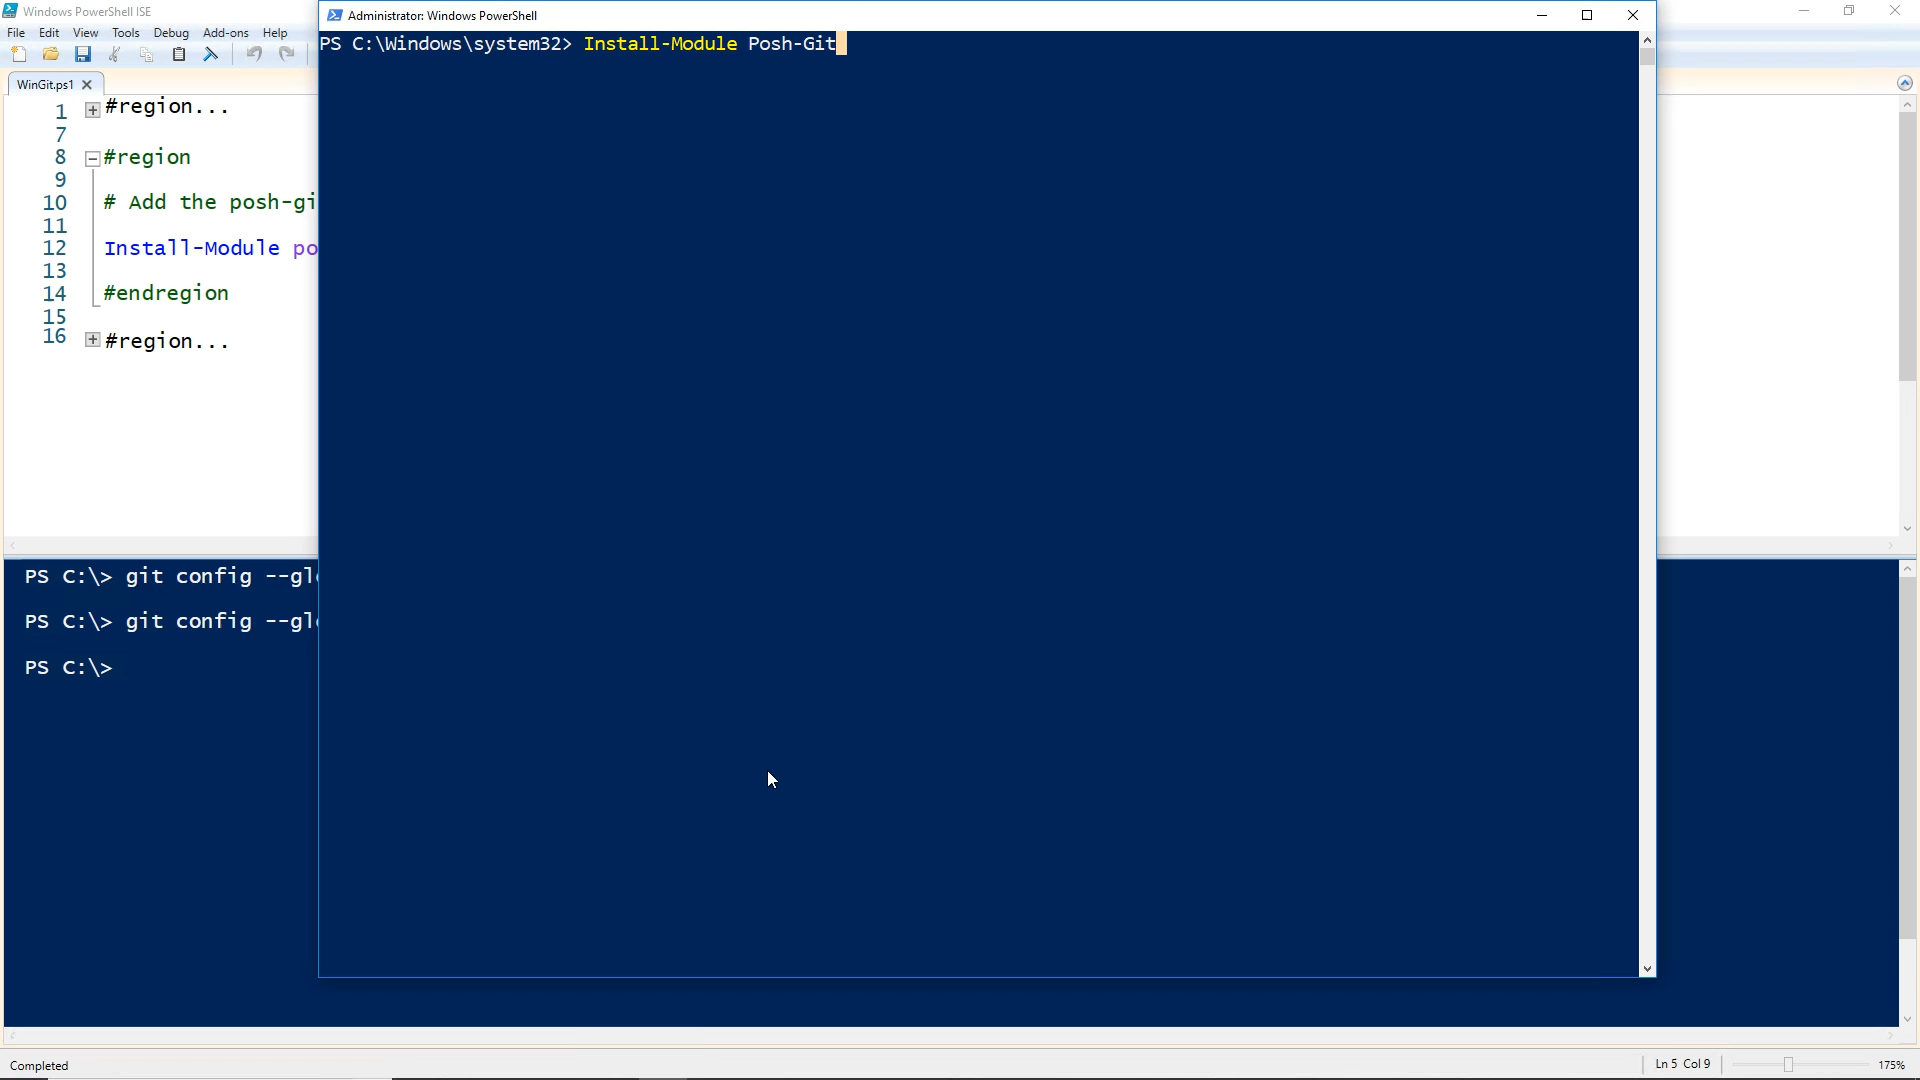 Windows PowerShell ISE
File Edit View Tools Debug Add-ons Help
WinGit.ps1
1 #region...
7
8 #region
9
10 # Add the posh-gi
11
12 Install-Module po
13
14 #endregion
15
16 #region...
Administrator: Windows PowerShell
PS C:\Windows\system32> Install-Module Posh-Git
PS C:\> git config --gl
PS C:\> git config --gl
PS C:\>
Completed
Ln 5 Col 9
175%